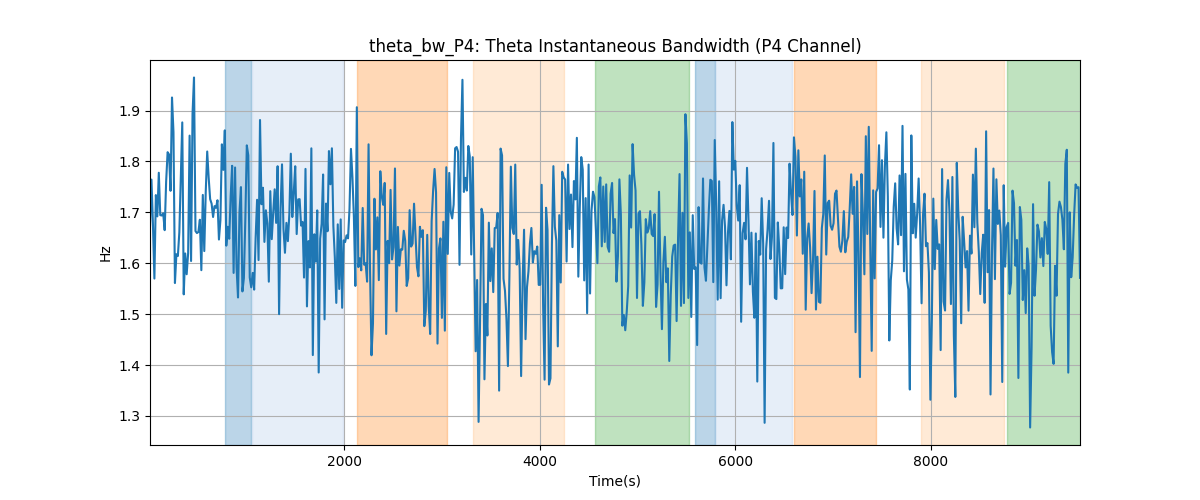 theta_bw_P4: Theta Instantaneous Bandwidth (P4 Channel)
1.9
1.8
1.7
1.6
1.5
1.4
1.3
Hz
2000 4000 6000 8000
Time(s)